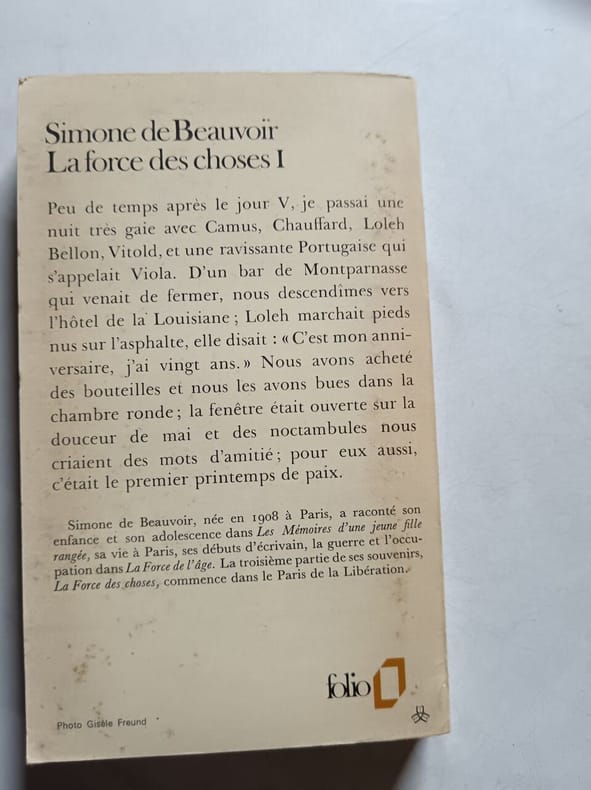 Simone de Beauvoir
La force des choses I
Peu de temps après le jour V, je passai une
nuit très gaie avec Camus, Chauffard, Loleh
Bellon, Vitold, et une ravissante Portugaise qui
s'appelait Viola. D'un bar de Montparnasse
qui venait de fermer, nous descendîmes vers
l'hôtel de la Louisiane ; Loleh marchait pieds
nus sur l'asphalte, elle disait : « C'est mon anni-
versaire, j'ai vingt ans. » Nous avons acheté
des bouteilles et nous les avons bues dans la
chambre ronde ; la fenêtre était ouverte sur la
douceur de mai et des noctambules nous
criaient des mots d'amitié ; pour eux aussi,
c'était le premier printemps de paix.
Simone de Beauvoir, née en 1908 à Paris, a raconté son
enfance et son adolescence dans Les Mémoires d'une jeune fille
rangée, sa vie à Paris, ses débuts d'écrivain, la guerre et l'occu-
pation dans La Force de l'âge. La troisième partie de ses souvenirs,
La Force des choses, commence dans le Paris de la Libération.
folio
Photo Gisèle Freund